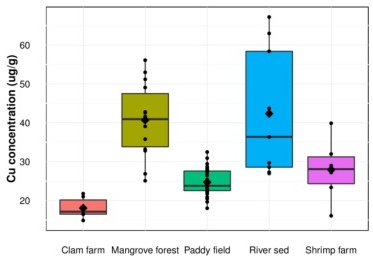 Cu concentration (ug/g)
60
50
40
30
20
Clam farm Mangrove forest Paddy field River sed Shrimp farm